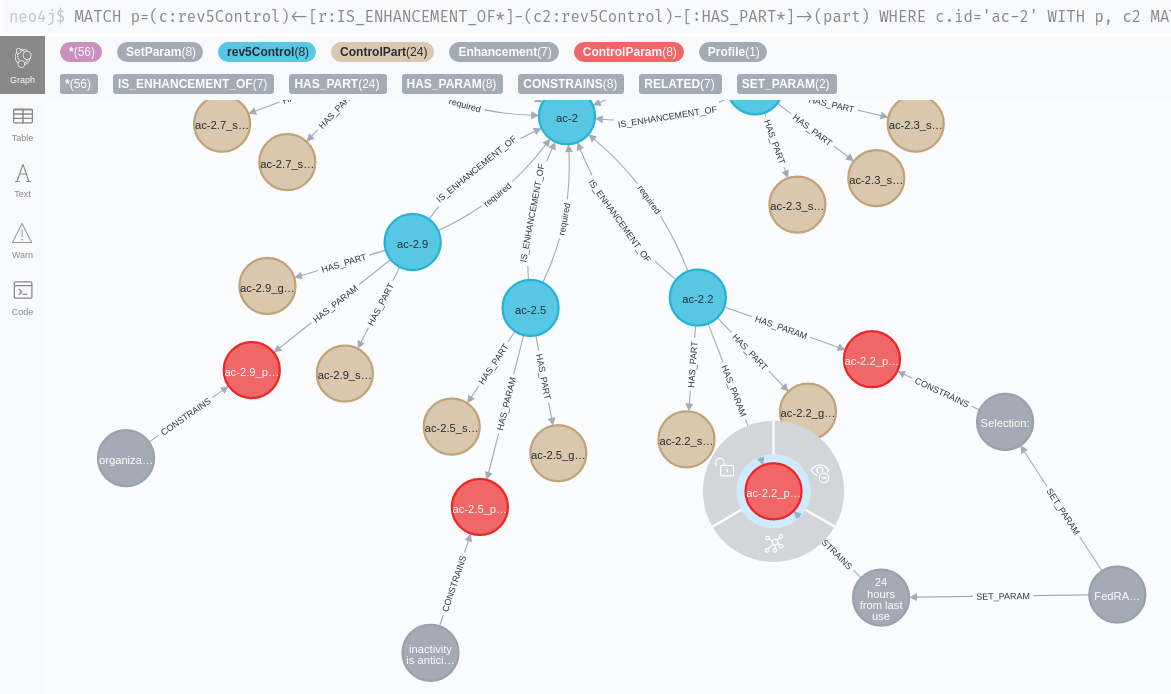 neo4j$ MATCH p=(c:rev5Control)<-[r:IS_ENHANCEMENT_OF*]-(c2:rev5Control)-[:HAS_PART*]->(part) WHERE c.id='ac-2' WITH p, c2 MA
*(56) SetParam(8) rev5Control(8) ControlPart(24) Enhancement(7) ControlParam(8) Profile(1)
*(56) IS_ENHANCEMENT_OF(7) HAS_PART(24) HAS_PARAM(8) CONSTRAINS(8) RELATED(7) SET_PARAM(2)
Graph
Table
Text
Warn
Code
HAS_PA
required
HAS_PART
ac-2.7_s...
ac-2.7_s...
ac-2
IS_ENHANCEMENT_OF
ac-2.3_s...
HAS_PART
HAS_PART
ac-2.3_s...
ac-2.3_s...
IS_ENHANCEMENT_OF
required
IS_ENHANCEMENT_OF
required
IS_ENHANCEMENT_OF
required
ac-2.9
HAS_PART
ac-2.9_g...
HAS_PARAM
HAS_PART
ac-2.9_p...
ac-2.9_s...
CONSTRAINS
organiza...
ac-2.5
HAS_PART
HAS_PARAM
HAS_PART
ac-2.5_s...
ac-2.5_g...
ac-2.5_p...
CONSTRAINS
inactivity
is antici...
ac-2.2
HAS_PARAM
HAS_PART
HAS_PART
HAS_PARAM
ac-2.2_p...
ac-2.2_g...
ac-2.2_s...
ac-2.2_p...
CONSTRAINS
Selection:
SET_PARAM
STRAINS
24
hours
from last
use
SET_PARAM
FedRA...